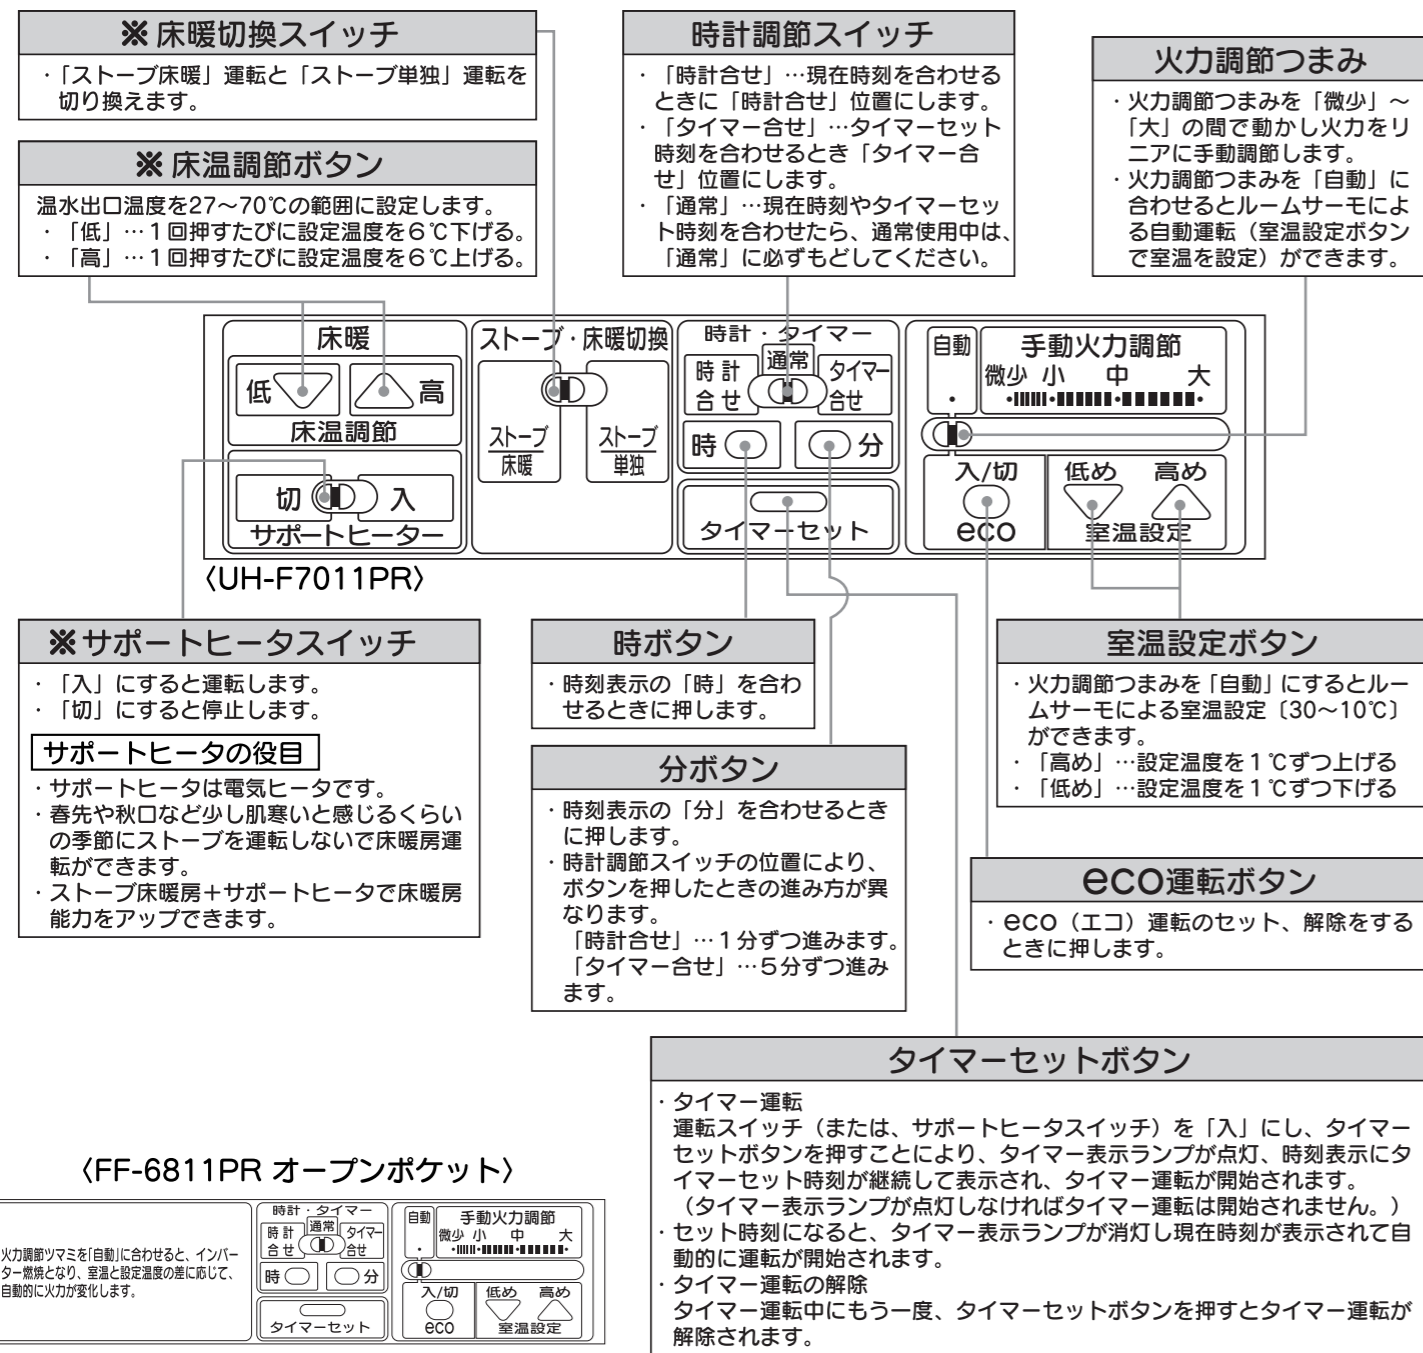 ※床暖切換スイッチ
・「ストーブ床暖」運転と「ストーブ単独」運転を
切り換えます。
※床温調節ボタン
温水出口温度を27～70℃の範囲に設定します。
・「低」…１回押すたびに設定温度を６℃下げる。
・「高」…１回押すたびに設定温度を６℃上げる。
時計調節スイッチ
・「時計合せ」…現在時刻を合わせる
ときに「時計合せ」位置にします。
・「タイマー合せ」…タイマーセット
時刻を合わせるとき「タイマー合
せ」位置にします。
・「通常」…現在時刻やタイマーセッ
ト時刻を合わせたら、通常使用中は、
「通常」に必ずもどしてください。
火力調節つまみ
・火力調節つまみを「微少」～
「大」の間で動かし火力をリ
ニアに手動調節します。
・火力調節つまみを「自動」に
合わせるとルームサーモによ
る自動運転（室温設定ボタン
で室温を設定）ができます。
床暖
低 高
床温調節
切 入
サポートヒーター
ストーブ・床暖切換
ストーブ
床暖
ストーブ
単独
時計・タイマー
時計
合せ
通常
タイマー
合せ
時 分
タイマーセット
自動
手動火力調節
微少 小 中 大
入/切
eco
低め 高め
室温設定
〈UH-F7011PR〉
※サポートヒータスイッチ
・「入」にすると運転します。
・「切」にすると停止します。
サポートヒータの役目
・サポートヒータは電気ヒータです。
・春先や秋口など少し肌寒いと感じるくらい
の季節にストーブを運転しないで床暖房運
転ができます。
・ストーブ床暖房＋サポートヒータで床暖房
能力をアップできます。
時ボタン
・時刻表示の「時」を合わ
せるときに押します。
分ボタン
・時刻表示の「分」を合わせるとき
に押します。
・時計調節スイッチの位置により、
ボタンを押したときの進み方が異
なります。
「時計合せ」…１分ずつ進みます。
「タイマー合せ」…５分ずつ進み
ます。
室温設定ボタン
・火力調節つまみを「自動」にするとルー
ムサーモによる室温設定〔30～10℃〕
ができます。
・「高め」…設定温度を１℃ずつ上げる
・「低め」…設定温度を１℃ずつ下げる
eco運転ボタン
・eco（エコ）運転のセット、解除をする
ときに押します。
タイマーセットボタン
・タイマー運転
運転スイッチ（または、サポートヒータスイッチ）を「入」にし、タイマー
セットボタンを押すことにより、タイマー表示ランプが点灯、時刻表示にタ
イマーセット時刻が継続して表示され、タイマー運転が開始されます。
（タイマー表示ランプが点灯しなければタイマー運転は開始されません。）
・セット時刻になると、タイマー表示ランプが消灯し現在時刻が表示されて自
動的に運転が開始されます。
・タイマー運転の解除
タイマー運転中にもう一度、タイマーセットボタンを押すとタイマー運転が
解除されます。
〈FF-6811PR オープンポケット〉
火力調節ツマミを「自動」に合わせると、インバー
ター燃焼となり、室温と設定温度の差に応じて、
自動的に火力が変化します。
時計・タイマー
時計
合せ
通常
タイマー
合せ
時 分
タイマーセット
自動
手動火力調節
微少 小 中 大
入/切
eco
低め 高め
室温設定